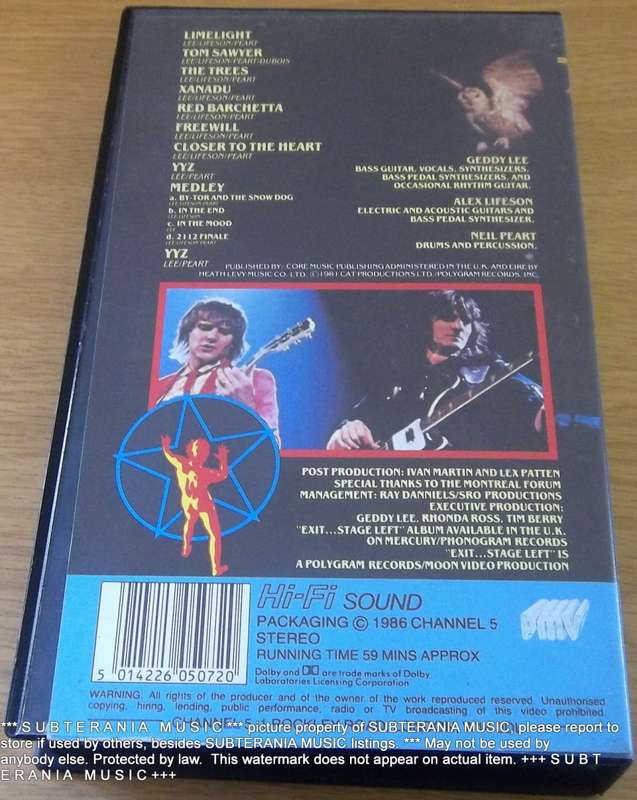 LIMELIGHT
LEE/LIFESON/PEART
TOM SAWYER
LEE/LIFESON/PEART/DUBOIS
THE TREES
LEE/LIFESON/PEART
XANADU
LEE/LIFESON/PEART
RED BARCHETTA
LEE/LIFESON/PEART
FREEWILL
LEE/LIFESON/PEART
CLOSER TO THE HEART
LEE/LIFESON/PEART
YYZ
LEE/PEART
MEDLEY
a. BY-TOR AND THE SNOW DOG
LEE/LIFESON/PEART
b. IN THE END
LEE/LIFESON
c. IN THE MOOD
LEE
d. 2112 FINALE
LEE/LIFESON/PEART
YYZ
LEE/PEART
GEDDY LEE
BASS GUITAR, VOCALS, SYNTHESIZERS,
BASS PEDAL SYNTHESIZERS, AND
OCCASIONAL RHYTHM GUITAR.
ALEX LIFESON
ELECTRIC AND ACOUSTIC GUITARS AND
BASS PEDAL SYNTHESIZER.
NEIL PEART
DRUMS AND PERCUSSION.
PUBLISHED BY: CORE MUSIC PUBLISHING ADMINISTERED IN THE U.K. AND EIRE BY
HEATH LEVY MUSIC CO. LTD. Ⓒ 1981 CAT PRODUCTIONS LTD./POLYGRAM RECORDS, INC.
POST PRODUCTION: IVAN MARTIN AND LEX PATTEN
SPECIAL THANKS TO THE MONTREAL FORUM
MANAGEMENT: RAY DANNIELS/SRO PRODUCTIONS
EXECUTIVE PRODUCTION:
GEDDY LEE, RHONDA ROSS, TIM BERRY
"EXIT...STAGE LEFT" ALBUM AVAILABLE IN THE U.K.
ON MERCURY/PHONOGRAM RECORDS
"EXIT...STAGE LEFT" IS
A POLYGRAM RECORDS/MOON VIDEO PRODUCTION
Hi-Fi SOUND
PACKAGING © 1986 CHANNEL 5
STEREO
RUNNING TIME 59 MINS APPROX
Dolby and DD are trade marks of Dolby
Laboratories Licensing Corporation
PMV
5 014226 050720
WARNING. All rights of the producer and of the owner of the work reproduced reserved. Unauthorised
copying, hiring, lending, public performance, radio or TV broadcasting of this video prohibited.
*** S U B T E R A N I A   M U S I C *** picture property of SUBTERANIA MUSIC, please report to
store if used by others, besides SUBTERANIA MUSIC listings. *** May not be used by
anybody else. Protected by law.  This watermark does not appear on actual item. +++ S U B T
E R A N I A   M U S I C +++